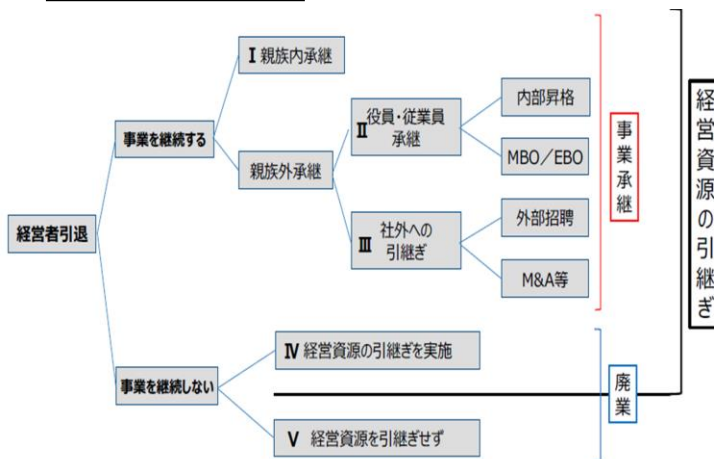 経営者引退
事業を継続する
事業を継続しない
Ⅰ 親族内承継
親族外承継
Ⅱ 役員・従業員
承継
Ⅲ 社外への
引継ぎ
内部昇格
MBO/EBO
外部招聘
M&A等
Ⅳ 経営資源の引継ぎを実施
Ⅴ 経営資源を引継ぎせず
事業承継
廃業
経営資源の引継ぎ